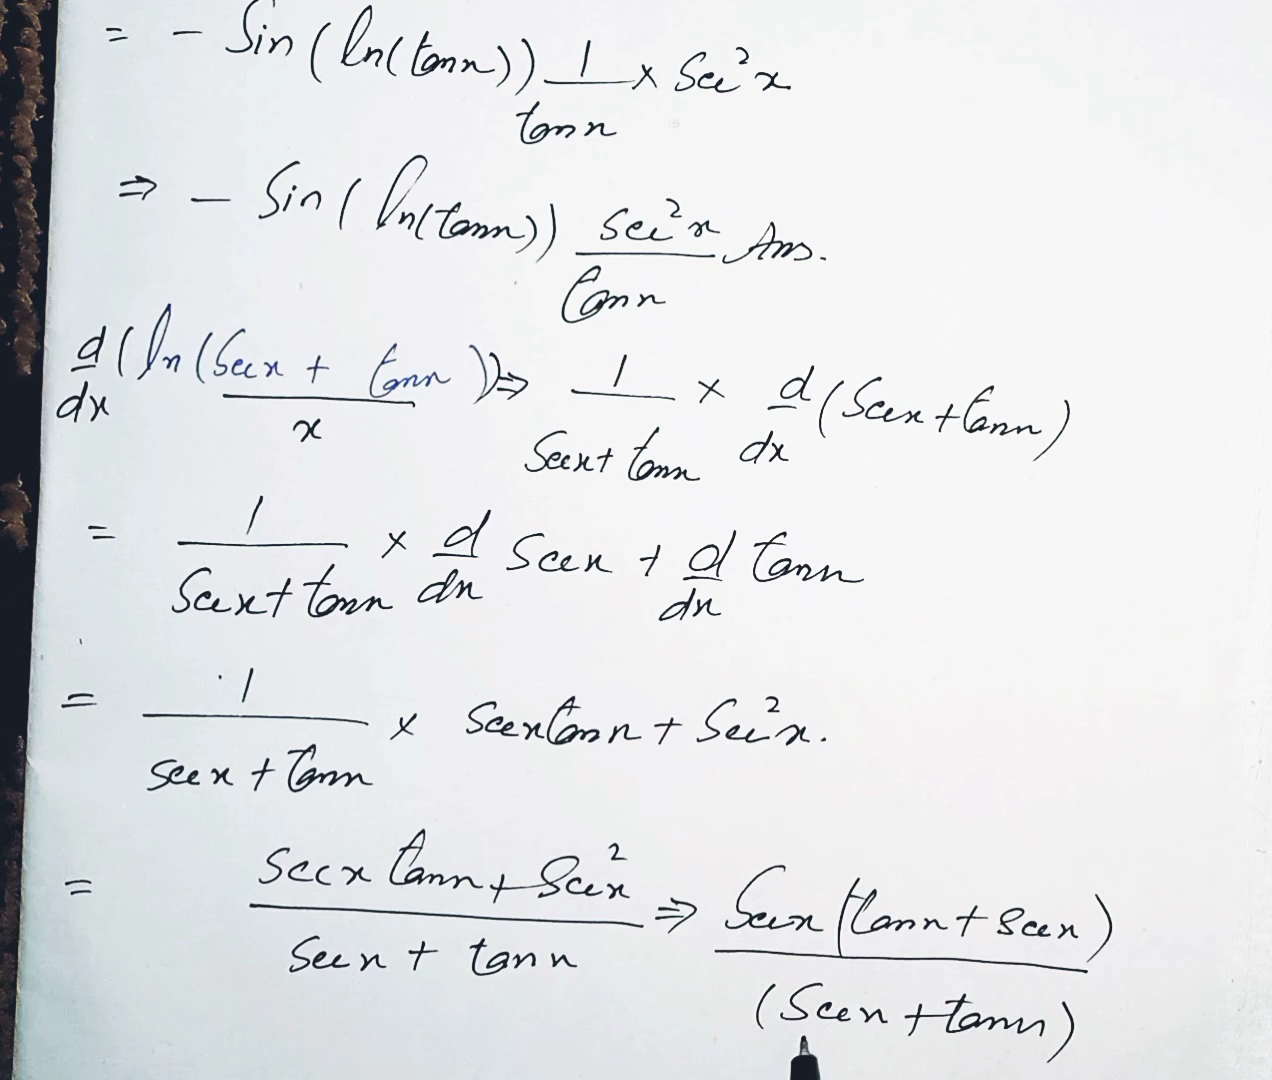 = - Sin (ln(tanx)) 1/tanx × Sec²x
⇒ - Sin (ln(tanx)) sec²x/tanx Ans.
d/dx (ln (Secx + tanx)) ⇒ 1/Secx + tanx × d/dx (Secx + tanx)
x
= 1/Secx + tanx × d/dx Secx + d/dx tanx
= 1/secx + tanx × Secx tanx + Sec²x.
= Secx tanx + Sec²x/Secx + tanx ⇒ Secx (tanx + Secx)/(Secx + tanx)